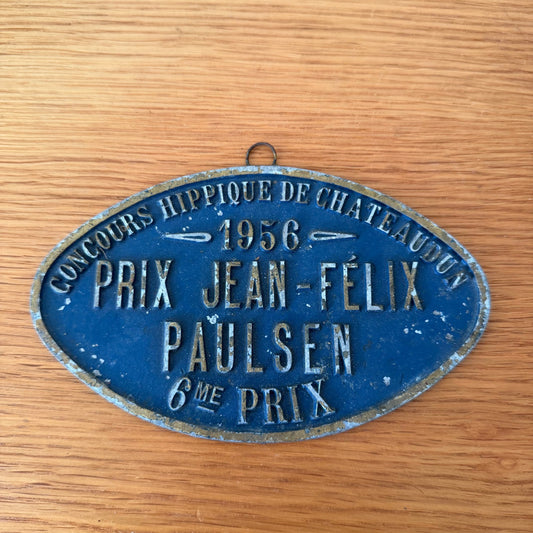 CONCOURS HIPPIQUE DE CHATEAUDUN
1956
PRIX JEAN-FÉLIX
PAULSEN
6ME PRIX